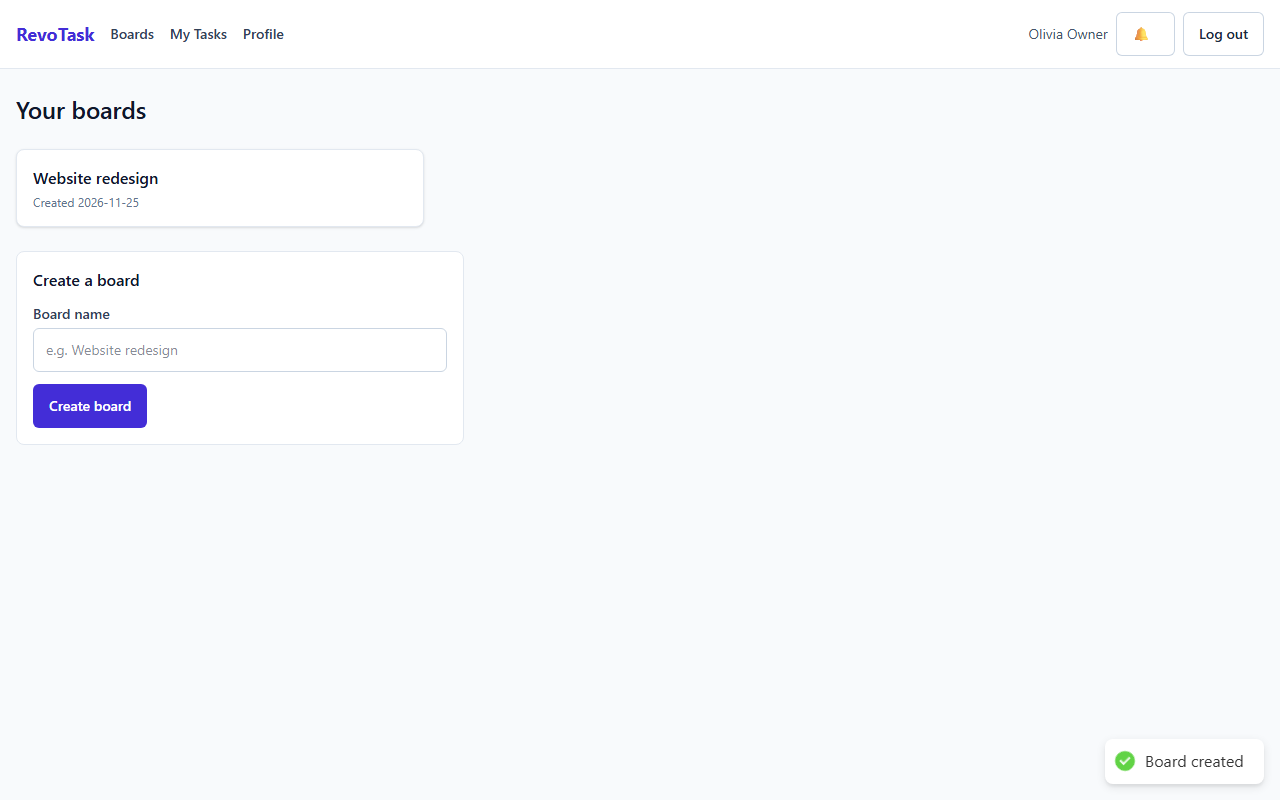 RevoTask Boards My Tasks Profile Olivia Owner Log out
Your boards
Website redesign
Created 2026-11-25
Create a board
Board name
e.g. Website redesign
Create board
Board created